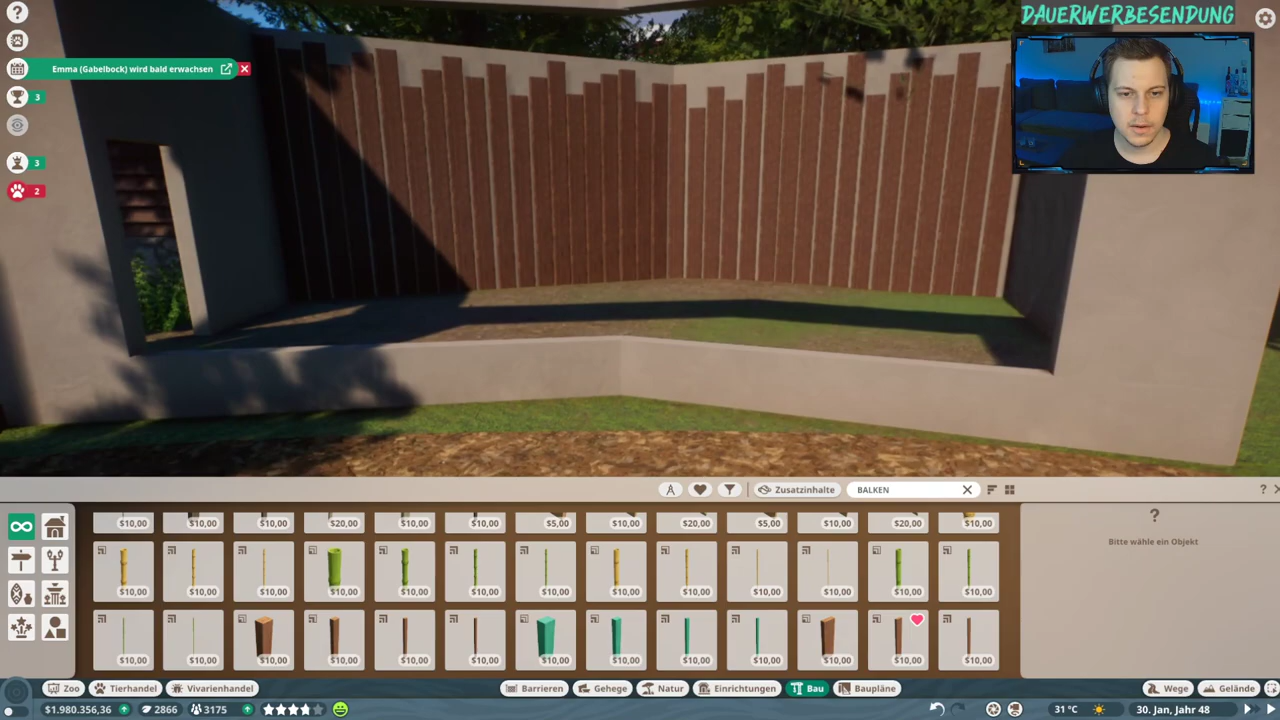 DAUERWERBESENDUNG
Emma (Gabelbock) wird bald erwachsen
3
3
2
Zusatzinhalte
BALKEN
$10,00 $10,00 $10,00 $20,00 $10,00 $10,00 $5,00 $10,00 $20,00 $5,00 $10,00 $20,00 $10,00
$10,00 $10,00 $10,00 $10,00 $10,00 $10,00 $10,00 $10,00 $10,00 $10,00 $10,00 $10,00 $10,00
$10,00 $10,00 $10,00 $10,00 $10,00 $10,00 $10,00 $10,00 $10,00 $10,00 $10,00 $10,00 $10,00
?
Bitte wähle ein Objekt
Zoo Tierhandel Vivarienhandel Barrieren Gehege Natur Einrichtungen Bau Baupläne Wege Gelände
$1.980.356,36 2866 3175 31 °C 30. Jan, Jahr 48